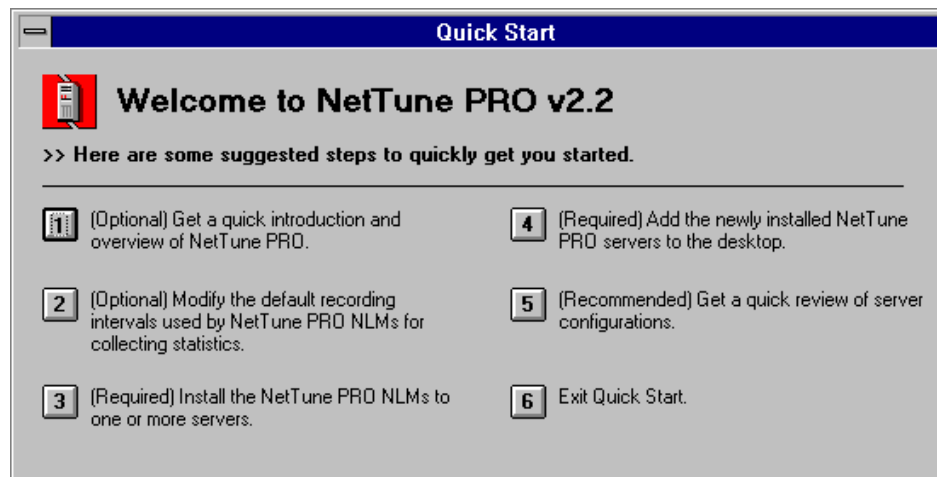 Quick Start
Welcome to NetTune PRO v2.2
>> Here are some suggested steps to quickly get you started.
1 (Optional) Get a quick introduction and
overview of NetTune PRO.
2 (Optional) Modify the default recording
intervals used by NetTune PRO NLMs for
collecting statistics.
3 (Required) Install the NetTune PRO NLMs to
one or more servers.
4 (Required) Add the newly installed NetTune
PRO servers to the desktop.
5 (Recommended) Get a quick review of server
configurations.
6 Exit Quick Start.